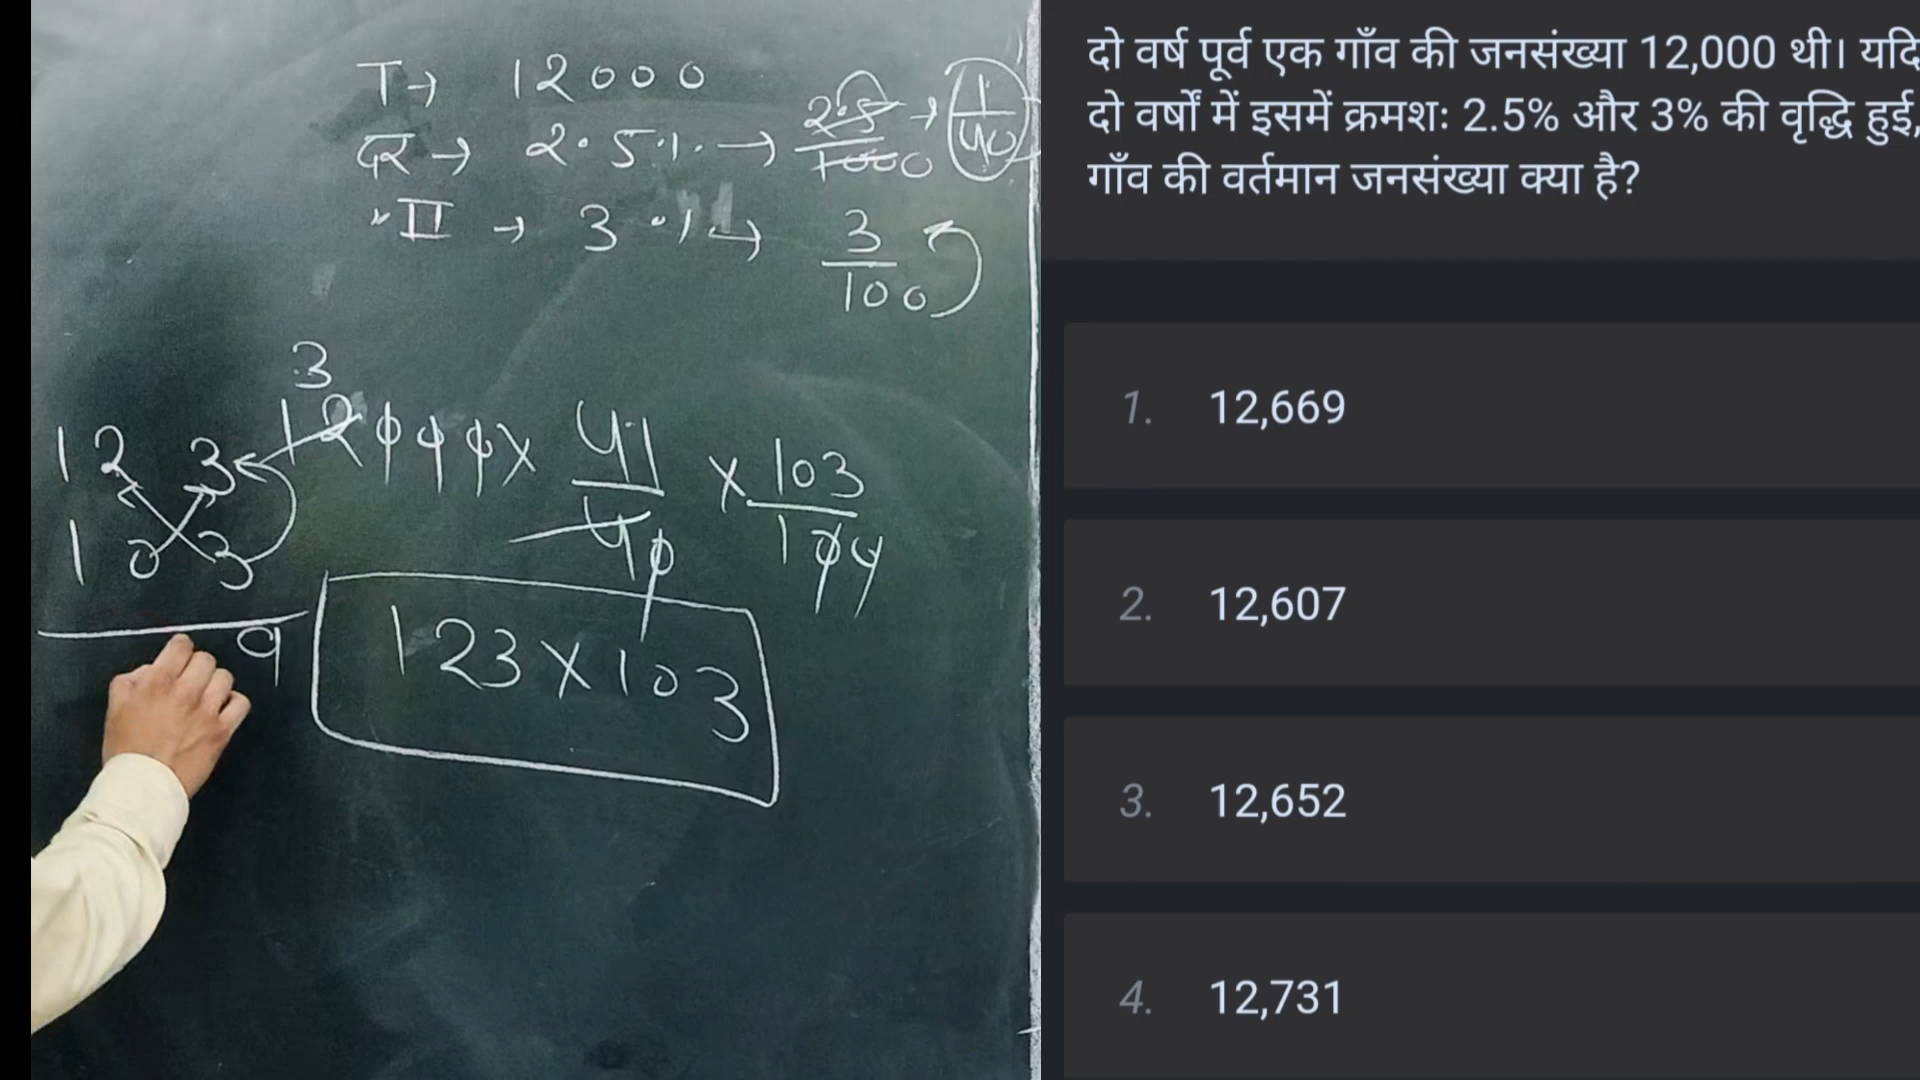 T→ 12000
दर → 2.5% → 2.5/1000 → 1/40
"II → 3% → 3/100
3
12000 x 41/40 x 103/100
12 3
1 0 3
9
123 x 103
दो वर्ष पूर्व एक गाँव की जनसंख्या 12,000 थी। यदि
दो वर्षों में इसमें क्रमशः 2.5% और 3% की वृद्धि हुई,
गाँव की वर्तमान जनसंख्या क्या है?
1. 12,669
2. 12,607
3. 12,652
4. 12,731